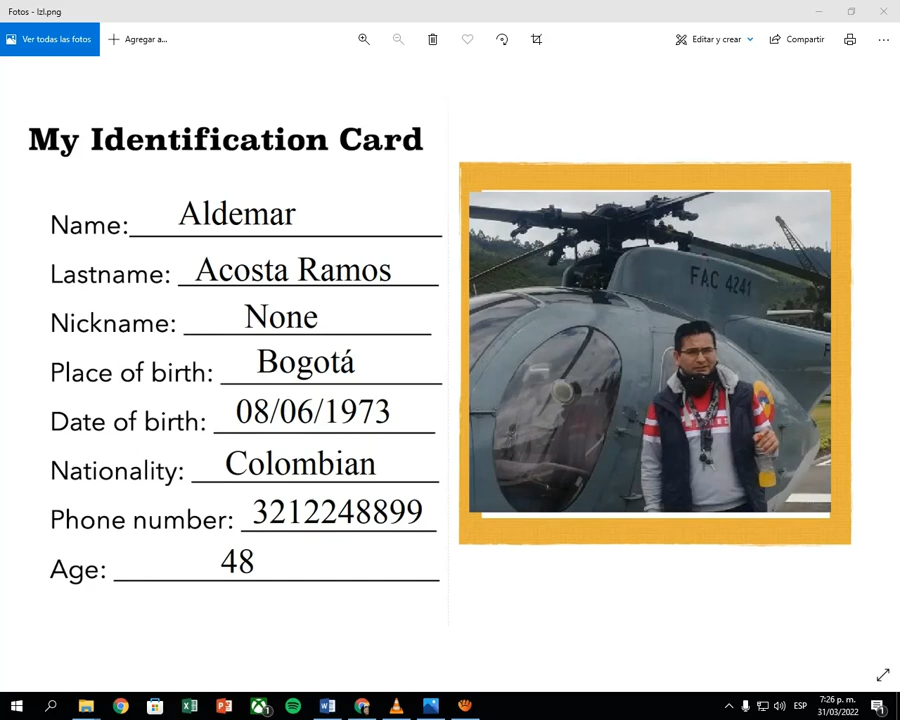 Fotos - lzl.png
Ver todas las fotos
Agregar a...
Editar y crear
Compartir
My Identification Card
Name: Aldemar
Lastname: Acosta Ramos
Nickname: None
Place of birth: Bogotá
Date of birth: 08/06/1973
Nationality: Colombian
Phone number: 3212248899
Age: 48
FAC 4241
ESP
7:26 p. m.
31/03/2022